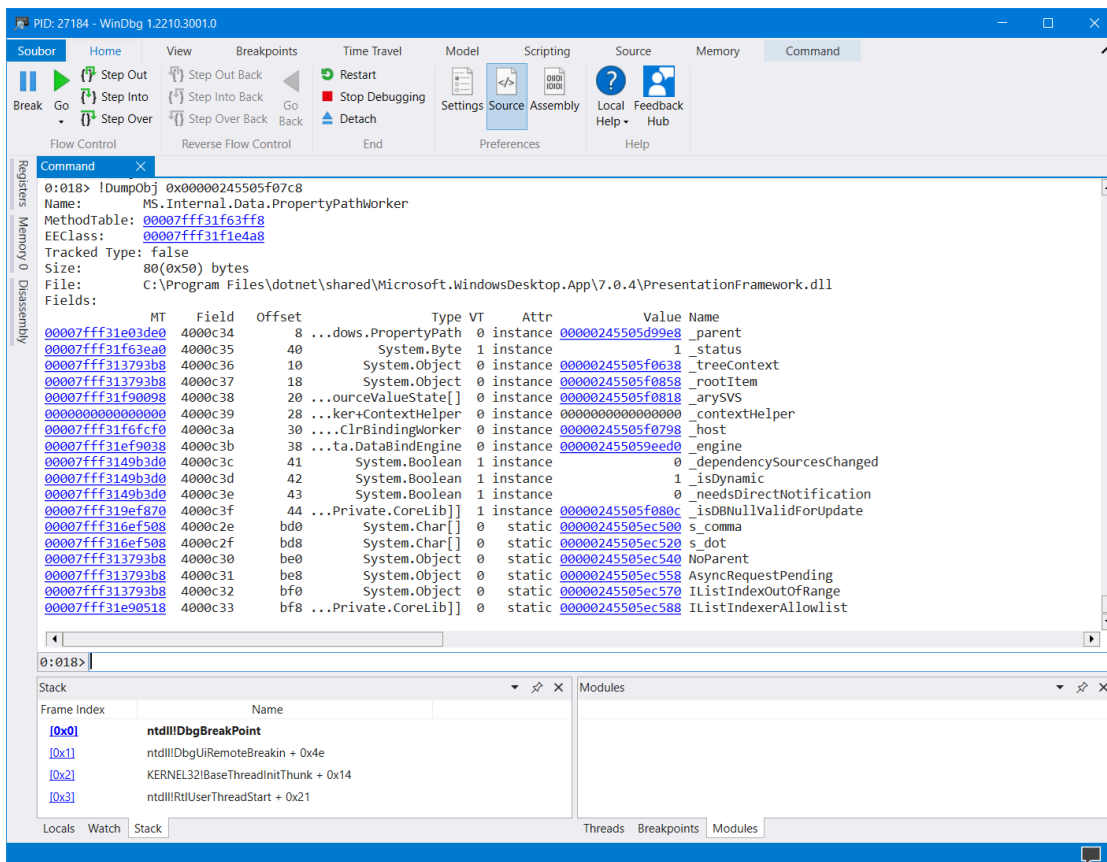 PID: 27184 - WinDbg 1.2210.3001.0
Soubor Home View Breakpoints Time Travel Model Scripting Source Memory Command
Break
Go
Step Out
Step Into
Step Over
Flow Control
Step Out Back
Step Into Back
Step Over Back
Go Back
Reverse Flow Control
Restart
Stop Debugging
Detach
End
Settings Source Assembly
Preferences
Local Help
Feedback Hub
Help
Registers
Memory 0
Disassembly
Command
0:018> !DumpObj 0x00000245505f07c8
Name: MS.Internal.Data.PropertyPathWorker
MethodTable: 00007fff31f63ff8
EEClass: 00007fff31f1e4a8
Tracked Type: false
Size: 80(0x50) bytes
File: C:\Program Files\dotnet\shared\Microsoft.WindowsDesktop.App\7.0.4\PresentationFramework.dll
Fields:
MT Field Offset Type VT Attr Value Name
00007fff31e03de0 4000c34 8 ...dows.PropertyPath 0 instance 00000245505d99e8 _parent
00007fff31f63ea0 4000c35 40 System.Byte 1 instance 1 _status
00007fff313793b8 4000c36 10 System.Object 0 instance 00000245505f0638 _treeContext
00007fff313793b8 4000c37 18 System.Object 0 instance 00000245505f0858 _rootItem
00007fff31f90098 4000c38 20 ...ourceValueState[] 0 instance 00000245505f0818 _arySVS
0000000000000000 4000c39 28 ...ker+ContextHelper 0 instance 0000000000000000 _contextHelper
00007fff31f6fcf0 4000c3a 30 ....ClrBindingWorker 0 instance 00000245505f0798 _host
00007fff31ef9038 4000c3b 38 ...ta.DataBindEngine 0 instance 000002455059eed0 _engine
00007fff3149b3d0 4000c3c 41 System.Boolean 1 instance 0 _dependencySourcesChanged
00007fff3149b3d0 4000c3d 42 System.Boolean 1 instance 1 _isDynamic
00007fff3149b3d0 4000c3e 43 System.Boolean 1 instance 0 _needsDirectNotification
00007fff319ef870 4000c3f 44 ...Private.CoreLib]] 1 instance 00000245505f080c _isDBNullValidForUpdate
00007fff316ef508 4000c2e bd0 System.Char[] 0 static 00000245505ec500 s_comma
00007fff316ef508 4000c2f bd8 System.Char[] 0 static 00000245505ec520 s_dot
00007fff313793b8 4000c30 be0 System.Object 0 static 00000245505ec540 NoParent
00007fff313793b8 4000c31 be8 System.Object 0 static 00000245505ec558 AsyncRequestPending
00007fff313793b8 4000c32 bf0 System.Object 0 static 00000245505ec570 IListIndexOutOfRange
00007fff31e90518 4000c33 bf8 ...Private.CoreLib]] 0 static 00000245505ec588 IListIndexerAllowlist
0:018>
Stack
Frame Index Name
[0x0] ntdll!DbgBreakPoint
[0x1] ntdll!DbgUiRemoteBreakin + 0x4e
[0x2] KERNEL32!BaseThreadInitThunk + 0x14
[0x3] ntdll!RtlUserThreadStart + 0x21
Locals Watch Stack
Modules
Threads Breakpoints Modules